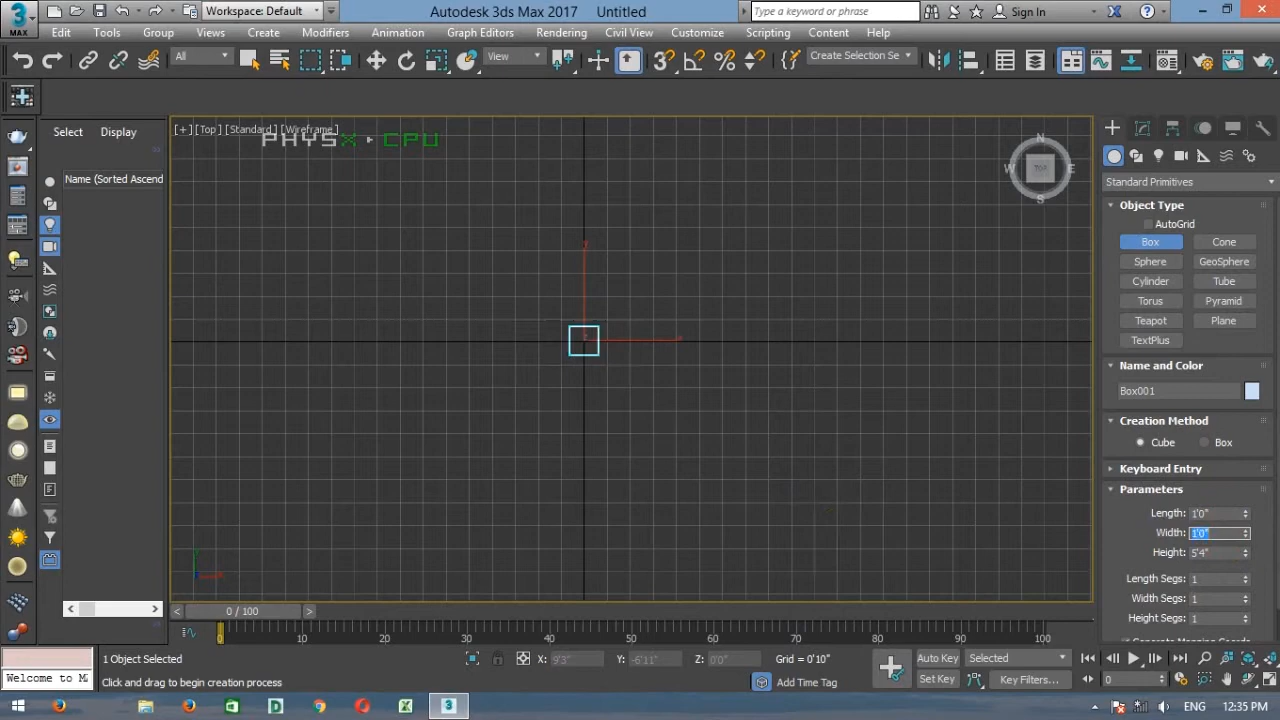 Workspace: Default
Autodesk 3ds Max 2017 Untitled
Type a keyword or phrase
Sign In
MAX
Edit Tools Group Views Create Modifiers Animation Graph Editors Rendering Civil View Customize Scripting Content Help
All
View
Create Selection Se
Select Display
Name (Sorted Ascend
[+] [Top] [Standard] [Wireframe]
PHYSX CPU
N
W TOP E
S
Standard Primitives
Object Type
AutoGrid
Box Cone
Sphere GeoSphere
Cylinder Tube
Torus Pyramid
Teapot Plane
TextPlus
Name and Color
Box001
Creation Method
Cube Box
Keyboard Entry
Parameters
Length: 1'0"
Width: 1'0"
Height: 5'4"
Length Segs: 1
Width Segs: 1
Height Segs: 1
< 0 / 100 >
0 10 20 30 40 50 60 70 80 90 100
1 Object Selected
X: 9'3" Y: -6'11" Z: 0'0" Grid = 0'10"
Auto Key Selected
Welcome to M
Click and drag to begin creation process
Add Time Tag
Set Key Key Filters... 0
ENG 12:35 PM